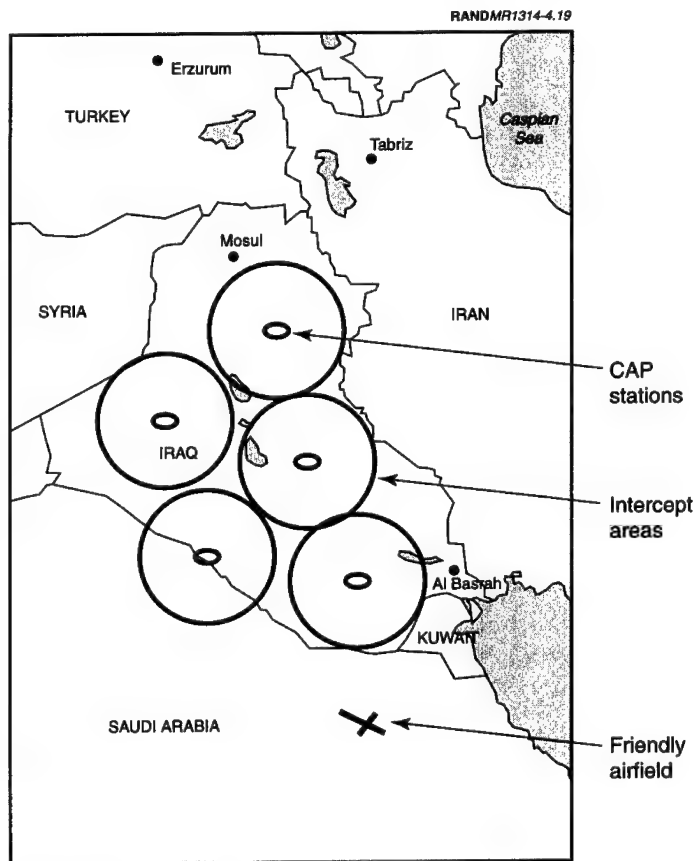 RANDMR1314-4.19
Erzurum
TURKEY
Caspian
Sea
Tabriz
Mosul
SYRIA
IRAN
CAP
stations
IRAQ
Intercept
areas
Al Basrah
KUWAIT
SAUDI ARABIA
Friendly
airfield